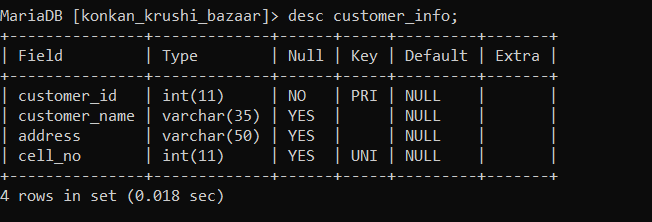 MariaDB [konkan_krushi_bazaar]> desc customer_info;
+---------------+-------------+------+-----+---------+-------+
| Field         | Type        | Null | Key | Default | Extra |
+---------------+-------------+------+-----+---------+-------+
| customer_id   | int(11)     | NO   | PRI | NULL    |       |
| customer_name | varchar(35) | YES  |     | NULL    |       |
| address       | varchar(50) | YES  |     | NULL    |       |
| cell_no       | int(11)     | YES  | UNI | NULL    |       |
+---------------+-------------+------+-----+---------+-------+
4 rows in set (0.018 sec)